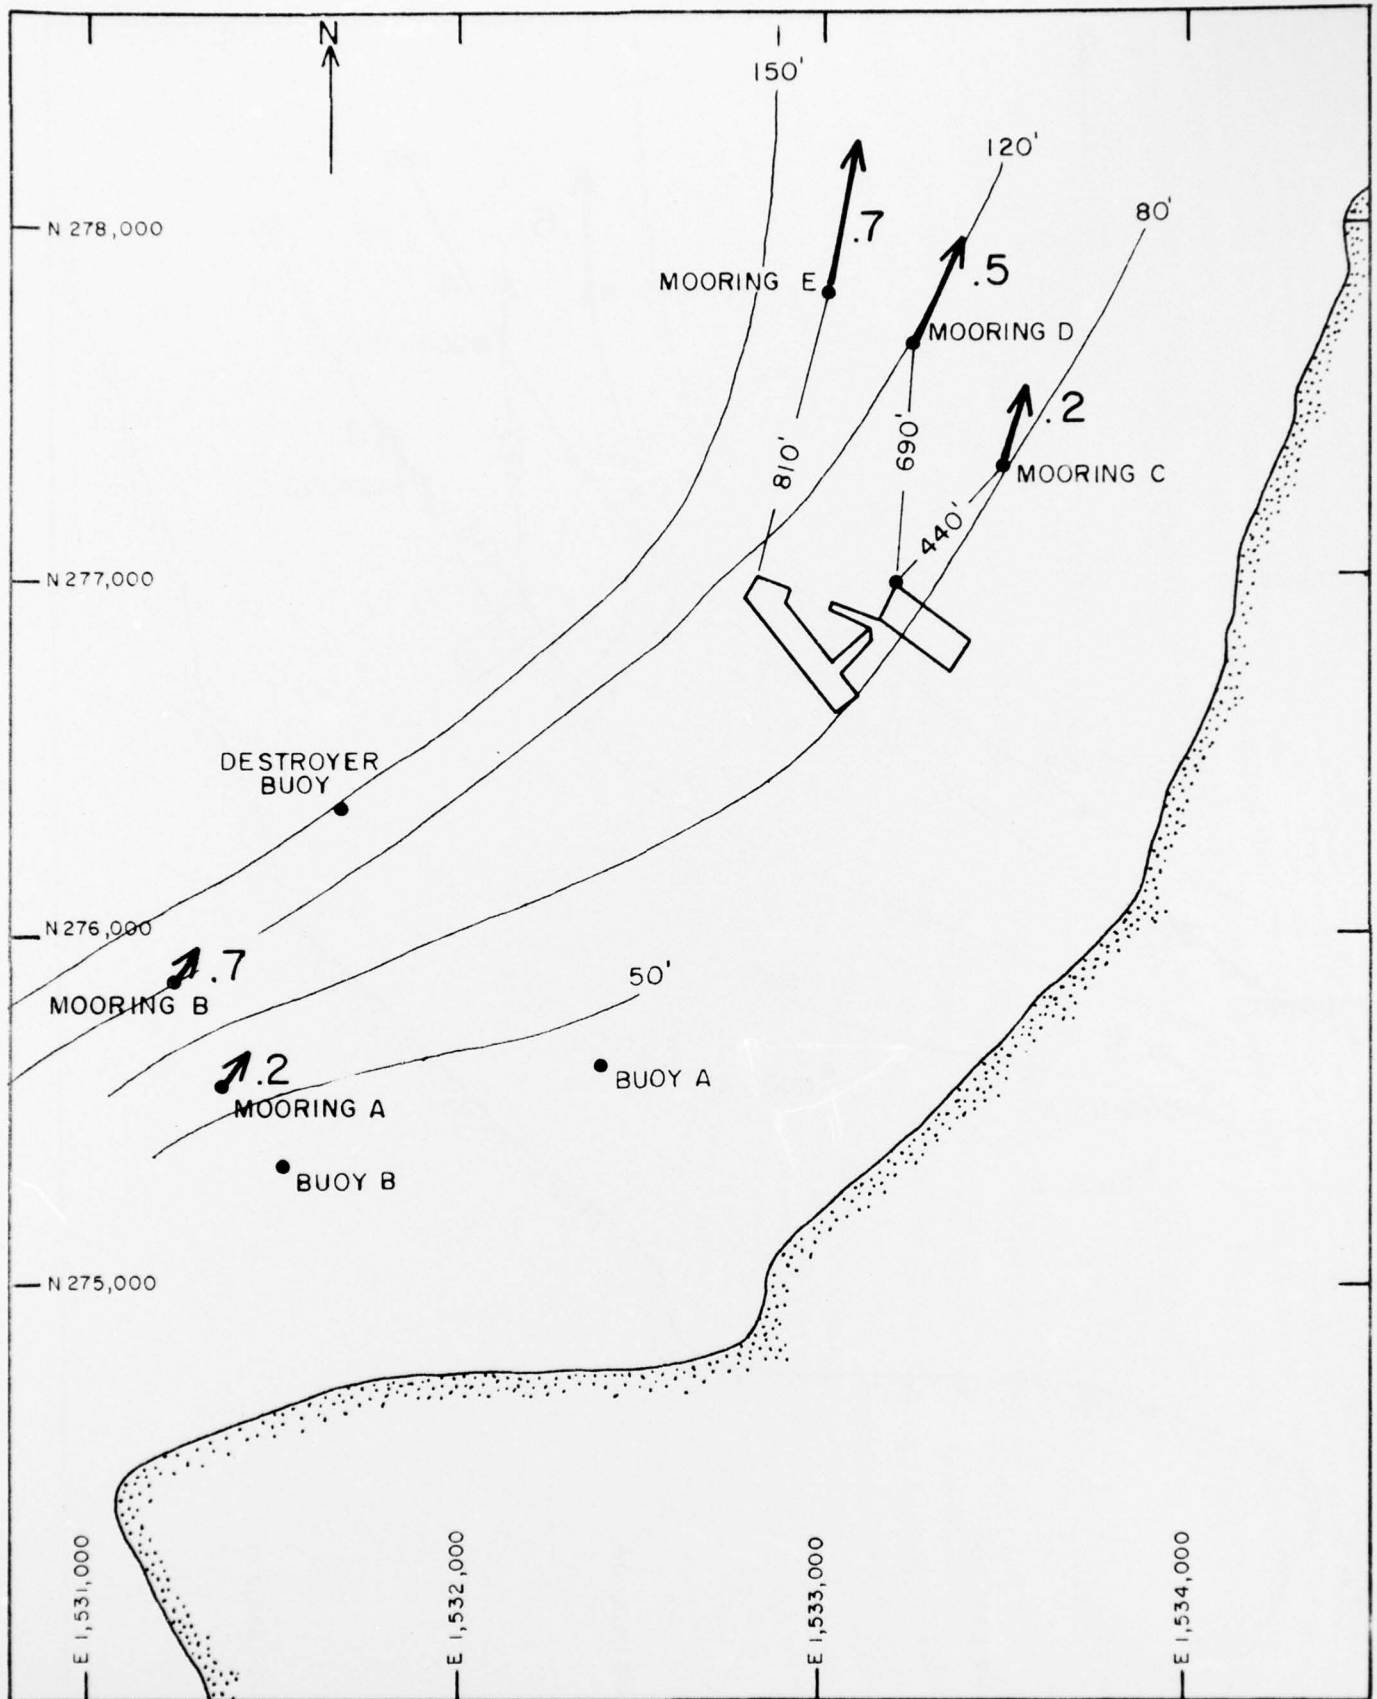 N
150'
120'
80'
N 278,000
.7
MOORING E
.5
MOORING D
.2
MOORING C
810'
690'
440'
N 277,000
DESTROYER
BUOY
N 276,000
.7
MOORING B
50'
.2
MOORING A
BUOY A
BUOY B
N 275,000
E 1,531,000
E 1,532,000
E 1,533,000
E 1,534,000